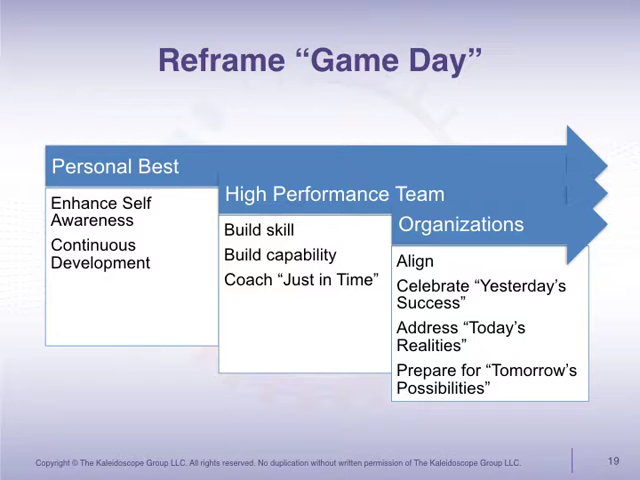 Reframe “Game Day”
Personal Best
Enhance Self
Awareness
Continuous
Development
High Performance Team
Build skill
Build capability
Coach “Just in Time”
Organizations
Align
Celebrate “Yesterday’s
Success”
Address “Today’s
Realities”
Prepare for “Tomorrow’s
Possibilities”
Copyright © The Kaleidoscope Group LLC. All rights reserved. No duplication without written permission of The Kaleidoscope Group LLC.
19